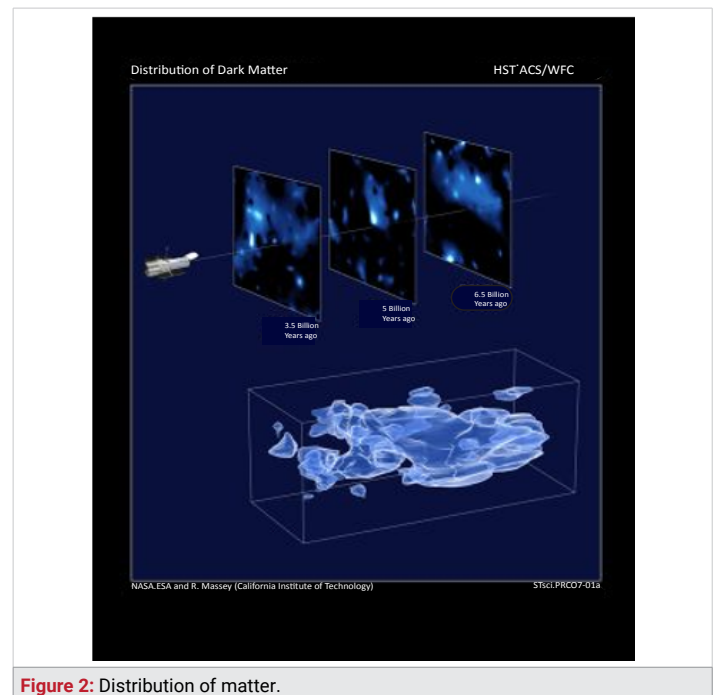 Distribution of Dark Matter
HST ACS/WFC
3.5 Billion
Years ago
5 Billion
Years ago
6.5 Billion
Years ago
NASA.ESA and R. Massey (California Institute of Technology)
STsci.PRCO7-01a
Figure 2: Distribution of matter.